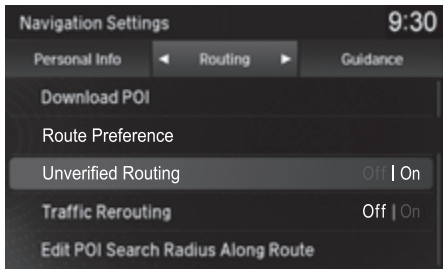 Navigation Settings 9:30
Personal Info ◄ Routing ► Guidance
Download POI
Route Preference
Unverified Routing Off | On
Traffic Rerouting Off | On
Edit POI Search Radius Along Route